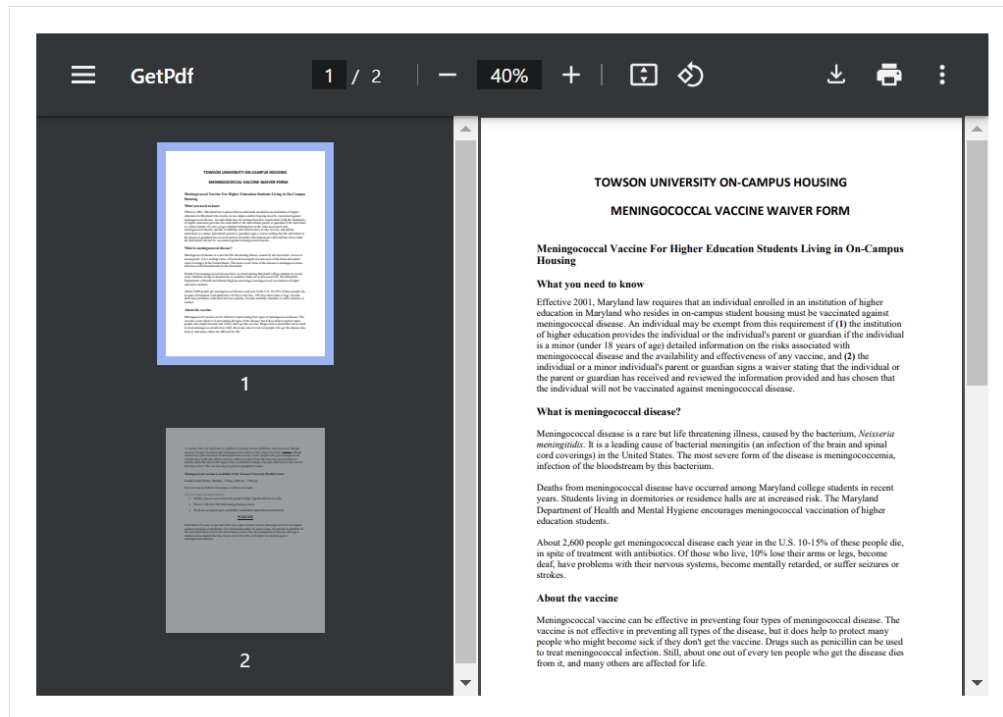 GetPdf
1 / 2
40%
1
2
TOWSON UNIVERSITY ON-CAMPUS HOUSING
MENINGOCOCCAL VACCINE WAIVER FORM
Meningococcal Vaccine For Higher Education Students Living in On-Campus
Housing
What you need to know
Effective 2001, Maryland law requires that an individual enrolled in an institution of higher
education in Maryland who resides in on-campus student housing must be vaccinated against
meningococcal disease. An individual may be exempt from this requirement if (1) the institution
of higher education provides the individual or the individual's parent or guardian if the individual
is a minor (under 18 years of age) detailed information on the risks associated with
meningococcal disease and the availability and effectiveness of any vaccine, and (2) the
individual or a minor individual's parent or guardian signs a waiver stating that the individual or
the parent or guardian has received and reviewed the information provided and has chosen that
the individual will not be vaccinated against meningococcal disease.
What is meningococcal disease?
Meningococcal disease is a rare but life threatening illness, caused by the bacterium, Neisseria
meningitidis. It is a leading cause of bacterial meningitis (an infection of the brain and spinal
cord coverings) in the United States. The most severe form of the disease is meningococcemia,
infection of the bloodstream by this bacterium.
Deaths from meningococcal disease have occurred among Maryland college students in recent
years. Students living in dormitories or residence halls are at increased risk. The Maryland
Department of Health and Mental Hygiene encourages meningococcal vaccination of higher
education students.
About 2,600 people get meningococcal disease each year in the U.S. 10-15% of these people die,
in spite of treatment with antibiotics. Of those who live, 10% lose their arms or legs, become
deaf, have problems with their nervous systems, become mentally retarded, or suffer seizures or
strokes.
About the vaccine
Meningococcal vaccine can be effective in preventing four types of meningococcal disease. The
vaccine is not effective in preventing all types of the disease, but it does help to protect many
people who might become sick if they don't get the vaccine. Drugs such as penicillin can be used
to treat meningococcal infection. Still, about one out of every ten people who get the disease dies
from it, and many others are affected for life.